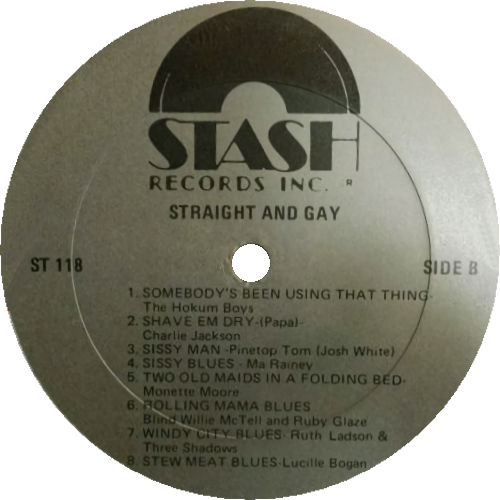 STASH
RECORDS INC. R
STRAIGHT AND GAY
ST 118
SIDE B
1. SOMEBODY'S BEEN USING THAT THING-
The Hokum Boys
2. SHAVE EM DRY-(Papa)-
Charlie Jackson
3. SISSY MAN -Pinetop Tom (Josh White)
4. SISSY BLUES - Ma Rainey
5. TWO OLD MAIDS IN A FOLDING BED-
Monette Moore
6. ROLLING MAMA BLUES
Blind Willie McTell and Ruby Glaze
7. WINDY CITY BLUES- Ruth Ladson &
Three Shadows
8. STEW MEAT BLUES-Lucille Bogan